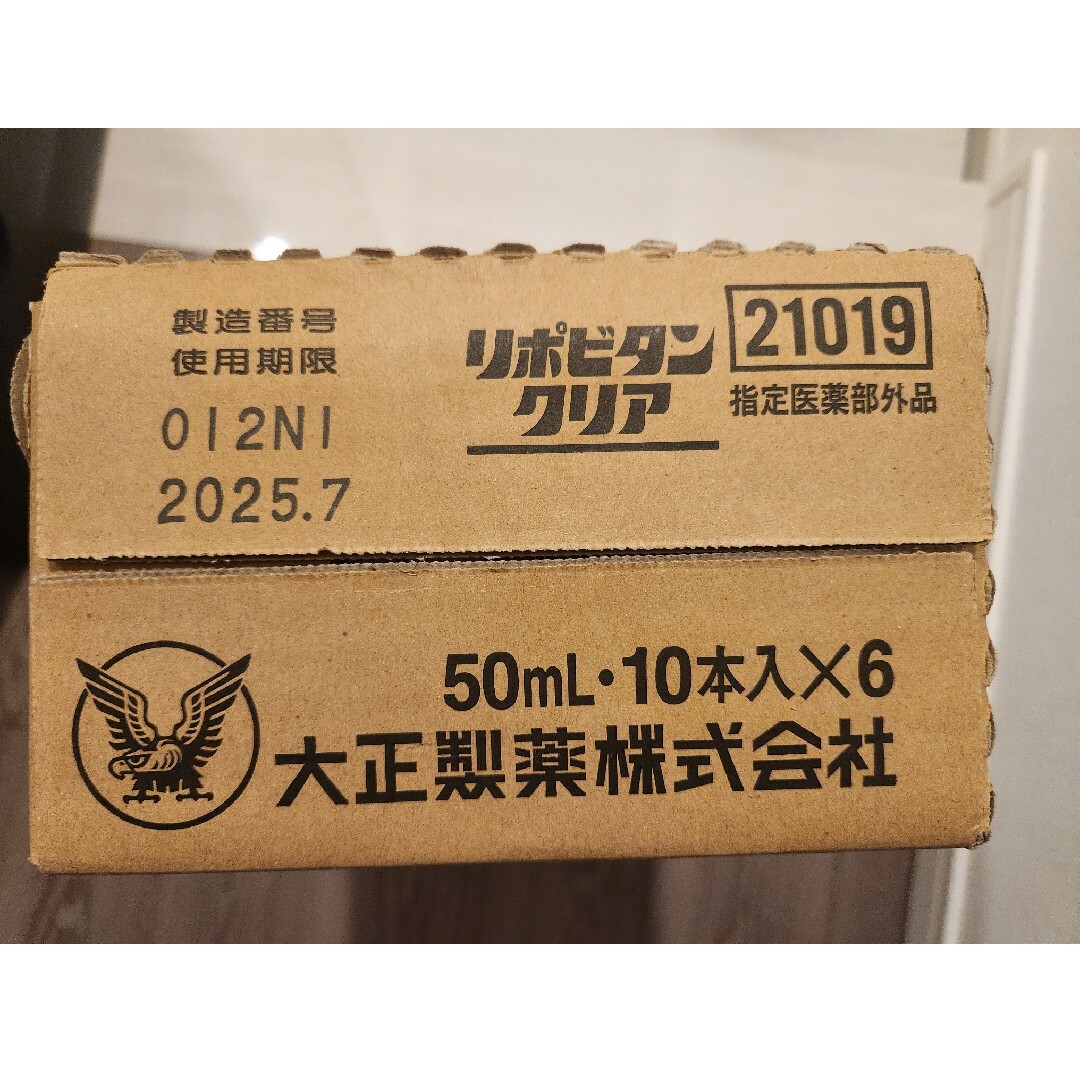 製造番号
使用期限
012N1
2025.7
リポビタン
クリア
21019
指定医薬部外品
50mL・10本入×6
大正製薬株式会社